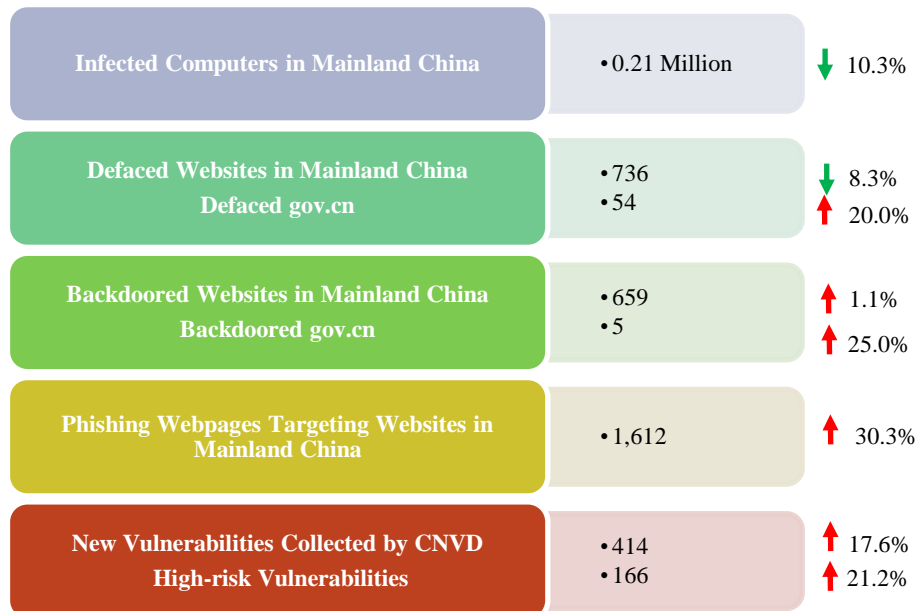 Infected Computers in Mainland China
•0.21 Million
10.3%
Defaced Websites in Mainland China
Defaced gov.cn
•736
•54
8.3%
20.0%
Backdoored Websites in Mainland China
Backdoored gov.cn
•659
•5
1.1%
25.0%
Phishing Webpages Targeting Websites in
Mainland China
•1,612
30.3%
New Vulnerabilities Collected by CNVD
High-risk Vulnerabilities
•414
•166
17.6%
21.2%